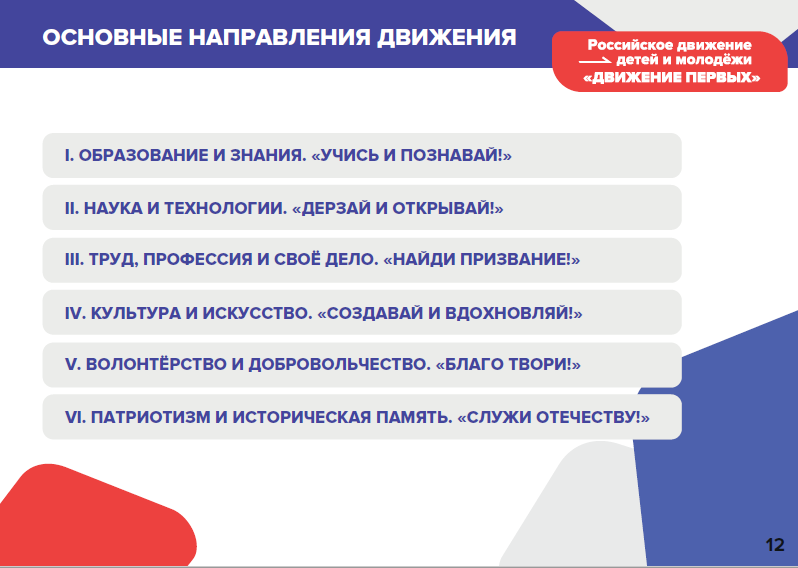 ОСНОВНЫЕ НАПРАВЛЕНИЯ ДВИЖЕНИЯ
Российское движение
детей и молодёжи
«ДВИЖЕНИЕ ПЕРВЫХ»
I. ОБРАЗОВАНИЕ И ЗНАНИЯ. «УЧИСЬ И ПОЗНАВАЙ!»
II. НАУКА И ТЕХНОЛОГИИ. «ДЕРЗАЙ И ОТКРЫВАЙ!»
III. ТРУД, ПРОФЕССИЯ И СВОЁ ДЕЛО. «НАЙДИ ПРИЗВАНИЕ!»
IV. КУЛЬТУРА И ИСКУССТВО. «СОЗДАВАЙ И ВДОХНОВЛЯЙ!»
V. ВОЛОНТЁРСТВО И ДОБРОВОЛЬЧЕСТВО. «БЛАГО ТВОРИ!»
VI. ПАТРИОТИЗМ И ИСТОРИЧЕСКАЯ ПАМЯТЬ. «СЛУЖИ ОТЕЧЕСТВУ!»
12